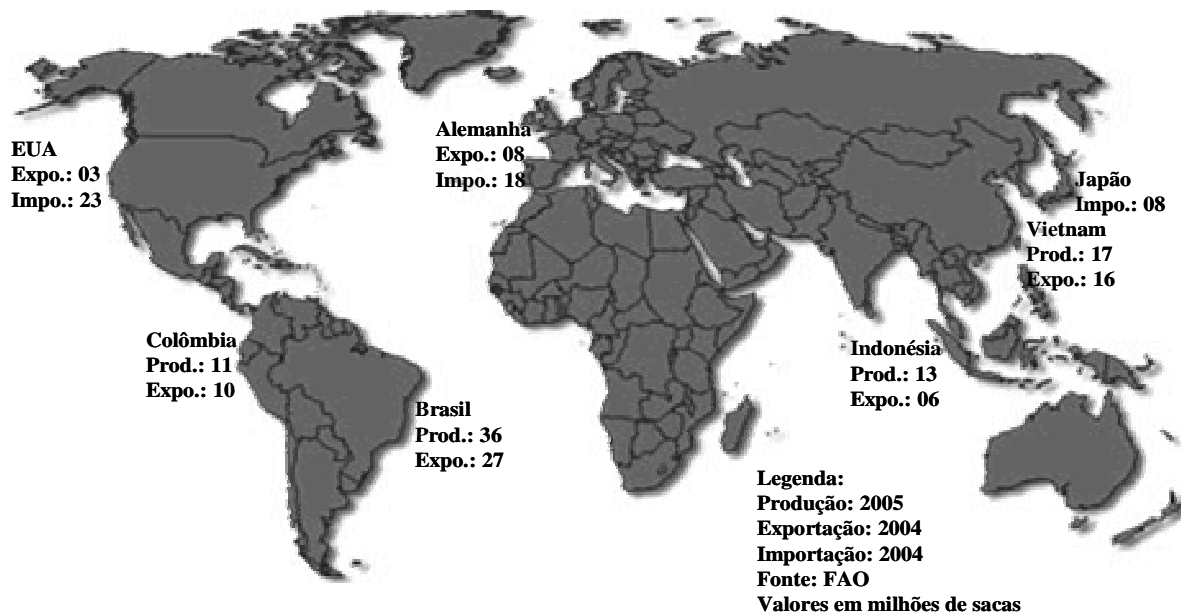 EUA
Expo.: 03
Impo.: 23
Alemanha
Expo.: 08
Impo.: 18
Japão
Impo.: 08
Vietnam
Prod.: 17
Expo.: 16
Colômbia
Prod.: 11
Expo.: 10
Brasil
Prod.: 36
Expo.: 27
Indonésia
Prod.: 13
Expo.: 06
Legenda:
Produção: 2005
Exportação: 2004
Importação: 2004
Fonte: FAO
Valores em milhões de sacas